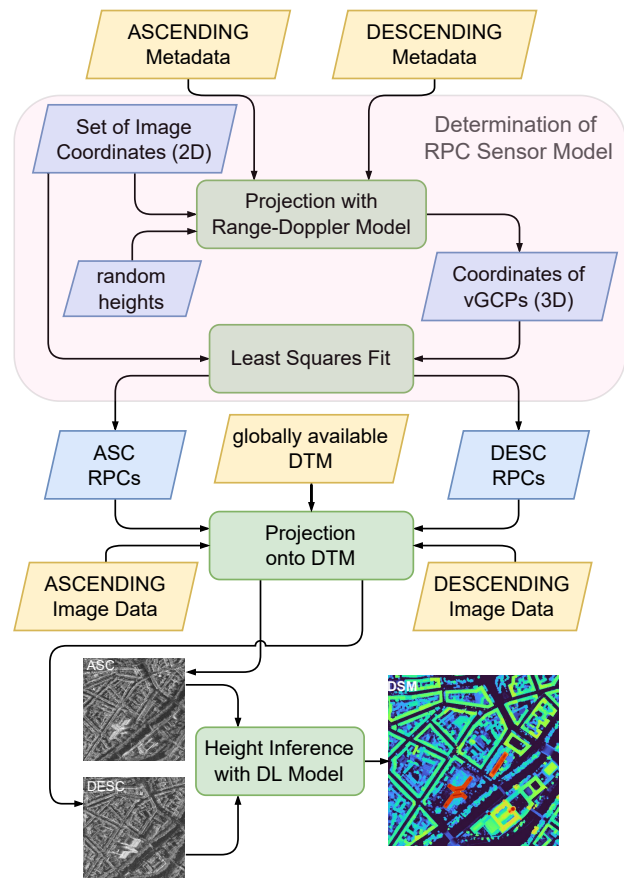 ASCENDING
Metadata
DESCENDING
Metadata
Set of Image
Coordinates (2D)
Determination of
RPC Sensor Model
Projection with
Range-Doppler Model
random
heights
Coordinates of
vGCPs (3D)
Least Squares Fit
ASC
RPCs
globally available
DTM
DESC
RPCs
Projection
onto DTM
ASCENDING
Image Data
DESCENDING
Image Data
ASC
DSM
Height Inference
with DL Model
DESC